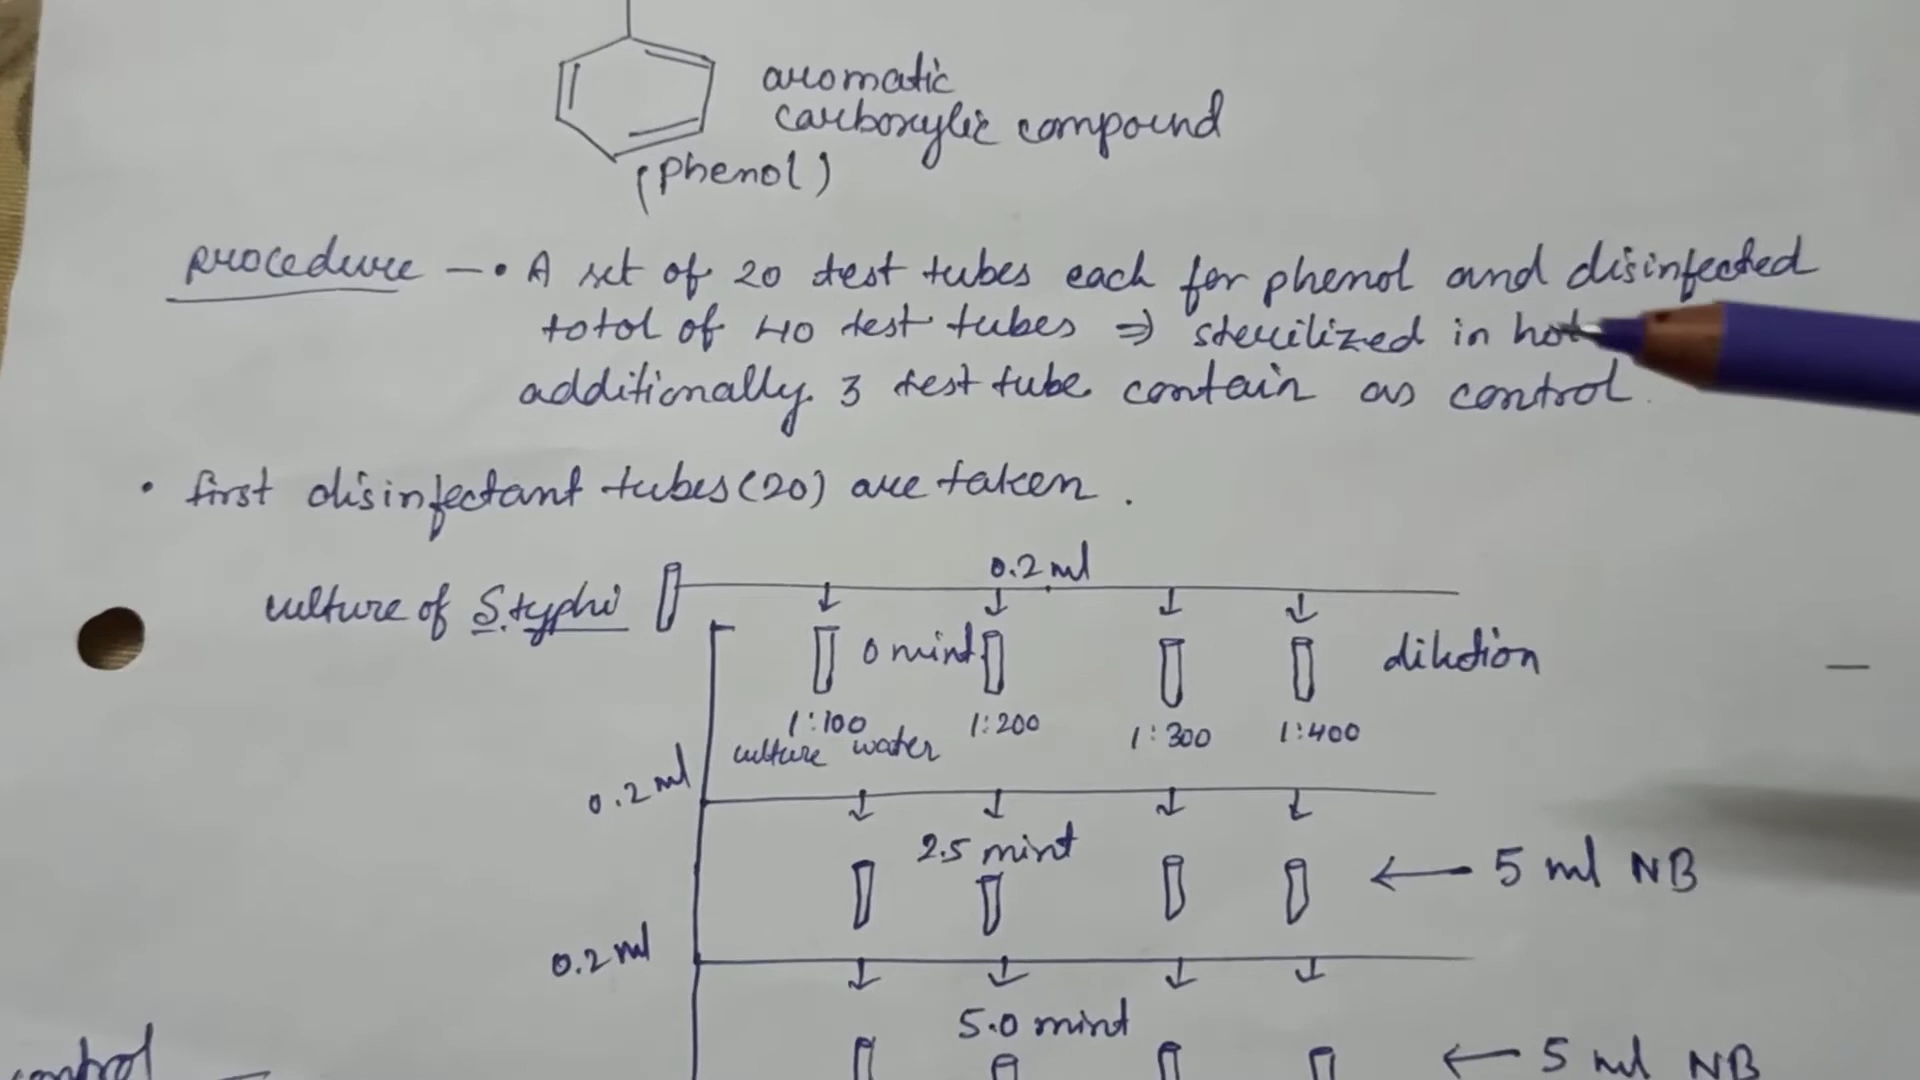 aromatic
carboxylic compound
(Phenol)
procedure — • A set of 20 test tubes each for phenol and disinfected
total of 40 test tubes ⇒ sterilized in hot
additionally 3 test tube contain as control.
• first disinfectant tubes (20) are taken.
culture of S. typhi
0.2 ml
0 mint
dilution
1:100 1:200 1:300 1:400
culture water
0.2 ml
2.5 mint
← 5 ml NB
0.2 ml
5.0 mint
control
← 5 ml NB